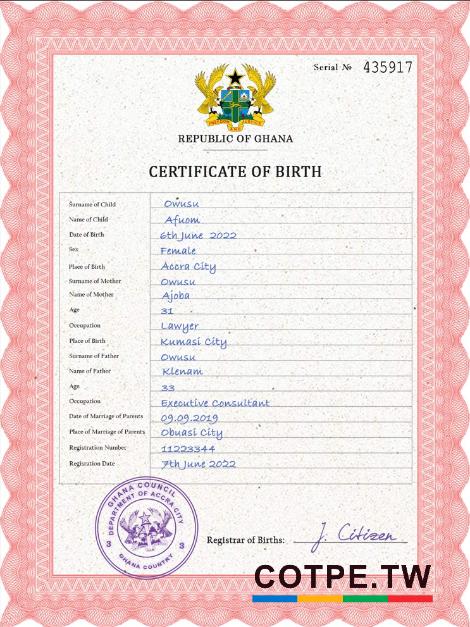 Serial № 435917
REPUBLIC OF GHANA
CERTIFICATE OF BIRTH
Surname of Child Owusu
Name of Child Afuom
Date of Birth 6th June 2022
Sex Female
Place of Birth Accra City
Surname of Mother Owusu
Name of Mother Ajoba
Age 31
Occupation Lawyer
Place of Birth Kumasi City
Surname of Father Owusu
Name of Father Klenam
Age 33
Occupation Executive Consultant
Date of Marriage of Parents 09.09.2019
Place of Marriage of Parents Obuasi City
Registration Number 11223344
Registration Date 7th June 2022
GHANA COUNCIL
DEPARTMENT OF ACCRA CITY
3 3
GHANA COUNTRY
Registrar of Births: J. Citizen
COTPE.TW